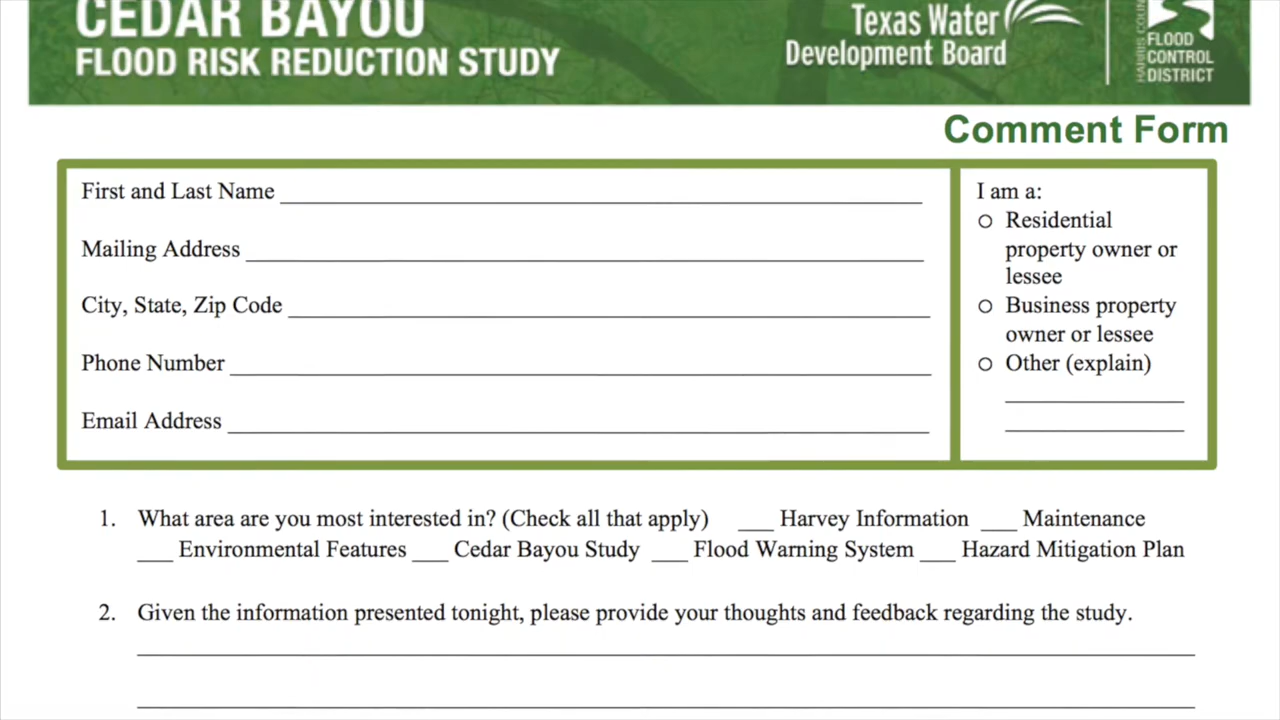 CEDAR BAYOU
FLOOD RISK REDUCTION STUDY
Texas Water
Development Board
HARRIS COUNTY
FLOOD
CONTROL
DISTRICT
Comment Form
First and Last Name
Mailing Address
City, State, Zip Code
Phone Number
Email Address
I am a:
Residential
property owner or
lessee
Business property
owner or lessee
Other (explain)
1. What area are you most interested in? (Check all that apply) ___ Harvey Information ___ Maintenance
___ Environmental Features ___ Cedar Bayou Study ___ Flood Warning System ___ Hazard Mitigation Plan
2. Given the information presented tonight, please provide your thoughts and feedback regarding the study.